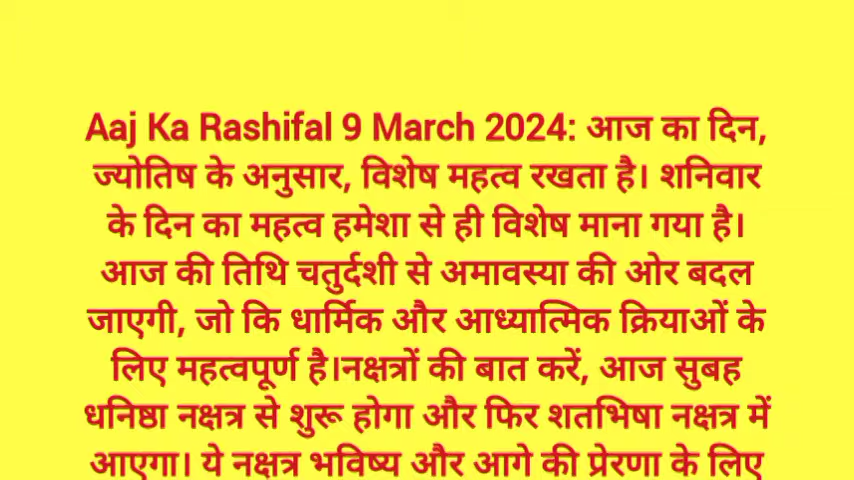 Aaj Ka Rashifal 9 March 2024: आज का दिन,
ज्योतिष के अनुसार, विशेष महत्व रखता है। शनिवार
के दिन का महत्व हमेशा से ही विशेष माना गया है।
आज की तिथि चतुर्दशी से अमावस्या की ओर बदल
जाएगी, जो कि धार्मिक और आध्यात्मिक क्रियाओं के
लिए महत्वपूर्ण है।नक्षत्रों की बात करें, आज सुबह
धनिष्ठा नक्षत्र से शुरू होगा और फिर शतभिषा नक्षत्र में
आएगा। ये नक्षत्र भविष्य और आगे की प्रेरणा के लिए